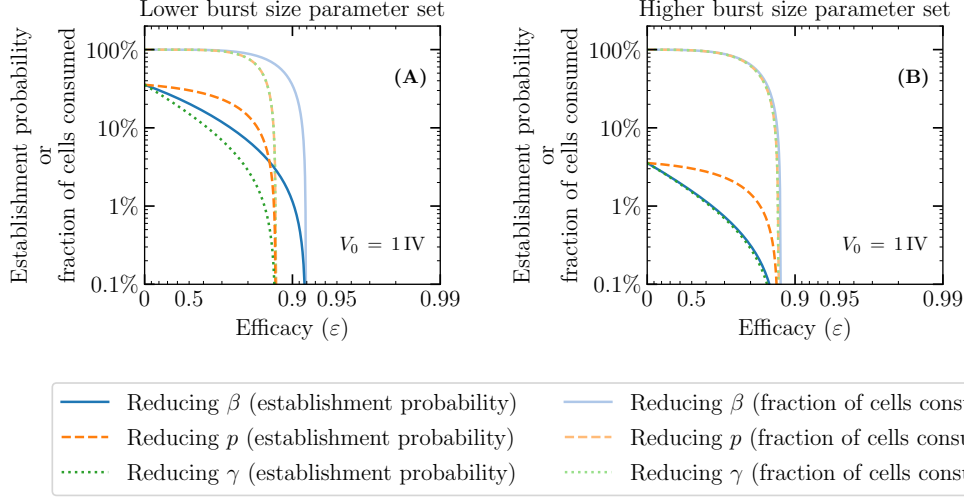 Lower burst size parameter set
Establishment probability
or
fraction of cells consumed
100%
10%
1%
0.1%
(A)
V₀ = 1 IV
0 0.5 0.9 0.95 0.99
Efficacy (ε)
Higher burst size parameter set
Establishment probability
or
fraction of cells consumed
100%
10%
1%
0.1%
(B)
V₀ = 1 IV
0 0.5 0.9 0.95 0.99
Efficacy (ε)
Reducing β (establishment probability)
Reducing p (establishment probability)
Reducing γ (establishment probability)
Reducing β (fraction of cells consu
Reducing p (fraction of cells consu
Reducing γ (fraction of cells consu